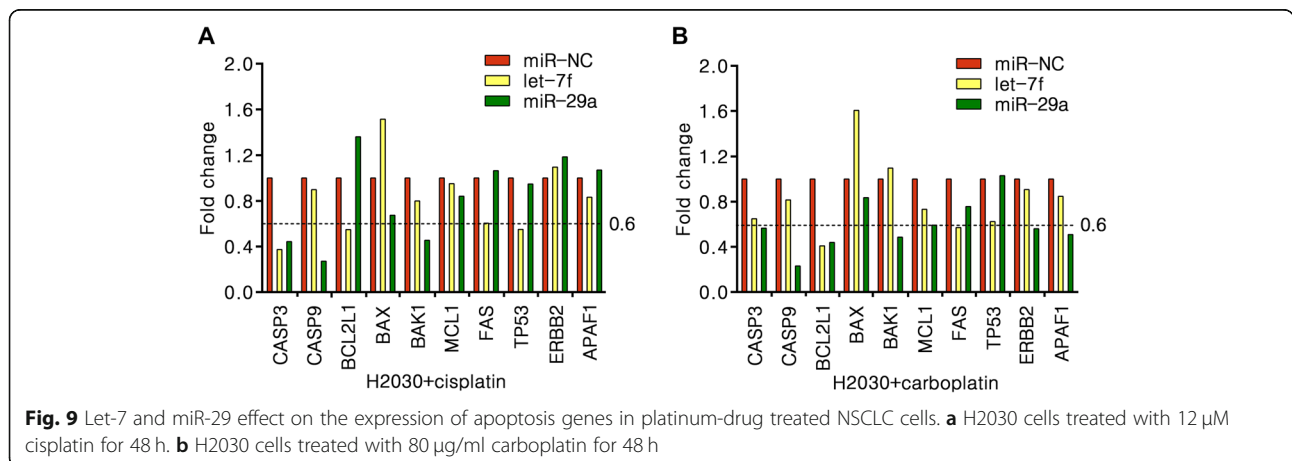 A
miR–NC
let–7f
miR–29a
Fold change
2.0
1.6
1.2
0.8
0.4
0.0
0.6
CASP3
CASP9
BCL2L1
BAX
BAK1
MCL1
FAS
TP53
ERBB2
APAF1
H2030+cisplatin
B
miR–NC
let–7f
miR–29a
Fold change
2.0
1.6
1.2
0.8
0.4
0.0
0.6
CASP3
CASP9
BCL2L1
BAX
BAK1
MCL1
FAS
TP53
ERBB2
APAF1
H2030+carboplatin
Fig. 9 Let-7 and miR-29 effect on the expression of apoptosis genes in platinum-drug treated NSCLC cells. a H2030 cells treated with 12 μM
cisplatin for 48 h. b H2030 cells treated with 80 μg/ml carboplatin for 48 h